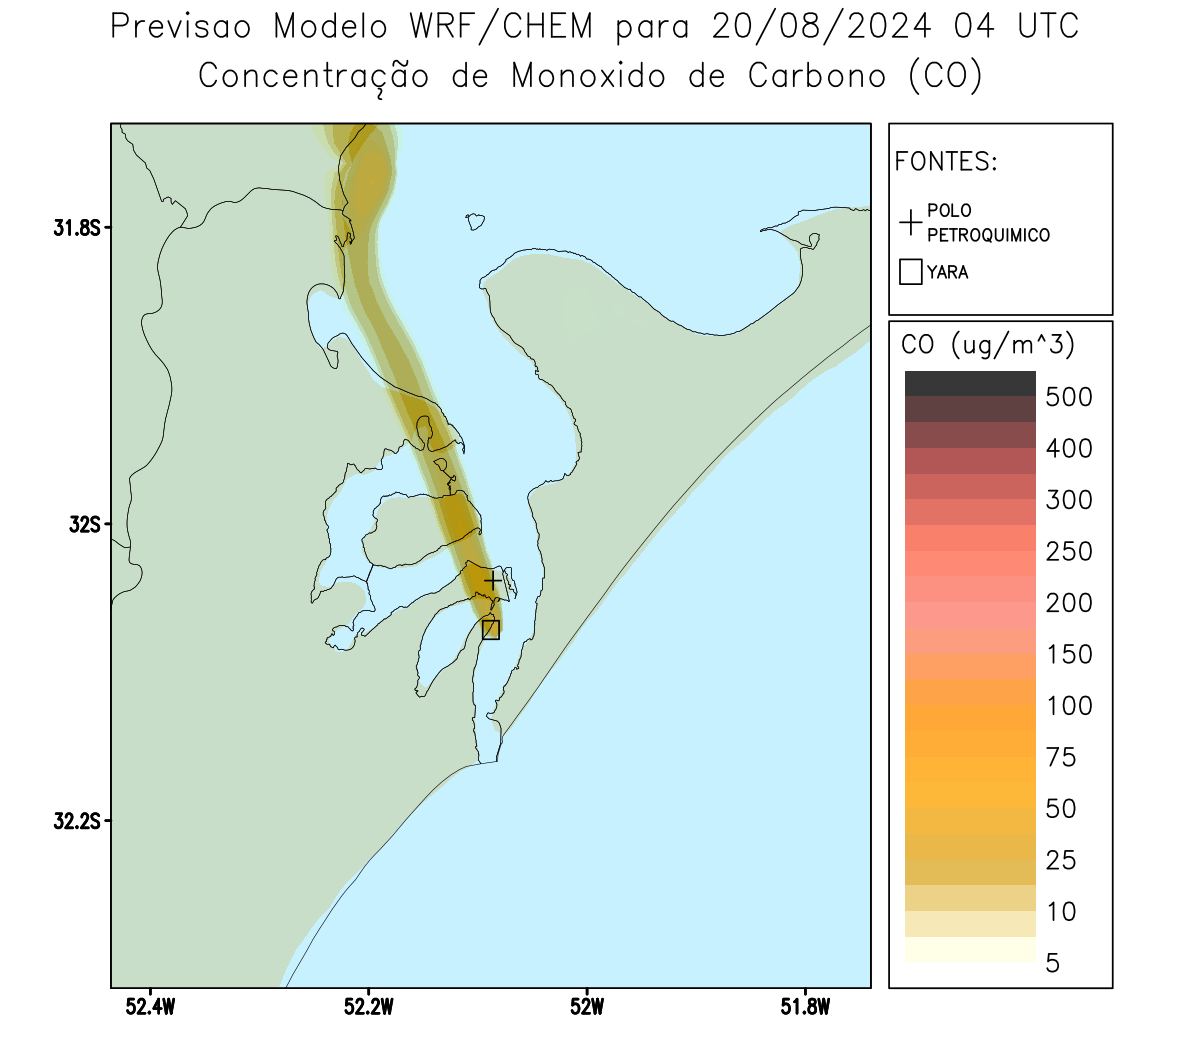 Previsao Modelo WRF/CHEM para 20/08/2024 04 UTC
Concentração de Monoxido de Carbono (CO)
FONTES:
POLO
PETROQUIMICO
YARA
CO (ug/m^3)
500
400
300
250
200
150
100
75
50
25
10
5
31.8S
32S
32.2S
52.4W
52.2W
52W
51.8W